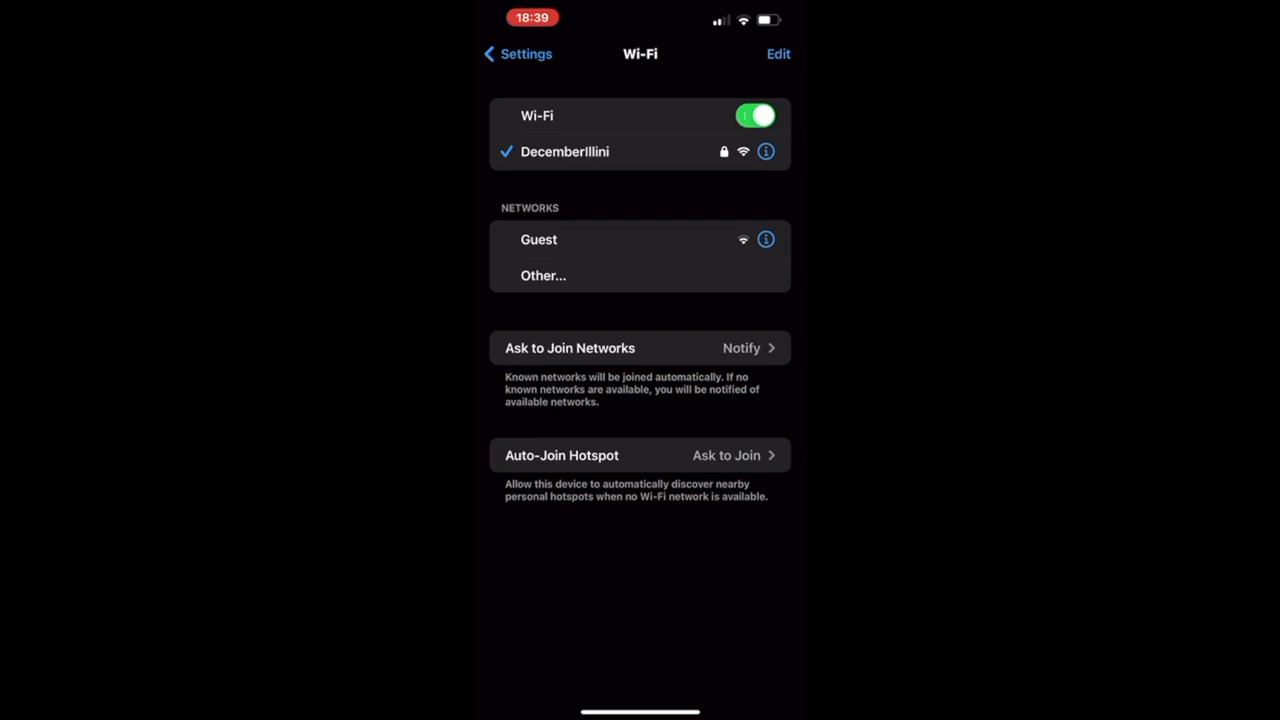 18:39
Settings
Wi-Fi
Edit
Wi-Fi
DecemberIllini
NETWORKS
Guest
Other...
Ask to Join Networks
Notify
Known networks will be joined automatically. If no
known networks are available, you will be notified of
available networks.
Auto-Join Hotspot
Ask to Join
Allow this device to automatically discover nearby
personal hotspots when no Wi-Fi network is available.